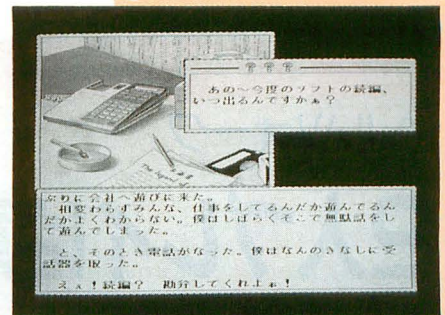 ? ? ?
あの〜今度のソフトの続編、
いつ出るんですかぁ?
ぶりに会社へ遊びに来た。
相変わらずみんな、仕事をしてるんだか遊んでるん
だかよくわからない。僕はしばらくそこで無駄話をし
て遊んでしまった。
と、そのとき電話がなった。僕はなんのきなしに受
話器を取った。
えぇ!続編? 勘弁してくれよぉ!